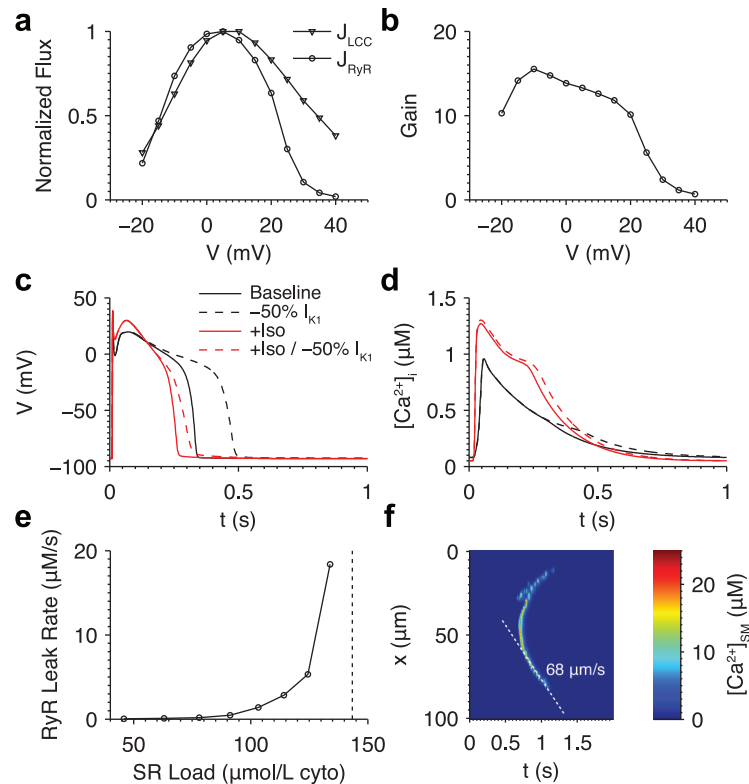 a
Normalized Flux
1
0.5
0
−20
0
20
40
V (mV)
J_LCC
J_RyR
b
Gain
20
10
0
−20
0
20
40
V (mV)
c
V (mV)
50
0
−50
−100
0
0.5
1
t (s)
Baseline
−50% I_K1
+Iso
+Iso / −50% I_K1
d
[Ca²⁺]_i (µM)
1.5
1
0.5
0
0
0.5
1
t (s)
e
RyR Leak Rate (µM/s)
20
10
0
50
100
150
SR Load (µmol/L cyto)
f
x (µm)
0
50
100
0
0.5
1
1.5
t (s)
68 µm/s
20
10
0
[Ca²⁺]_SM (µM)